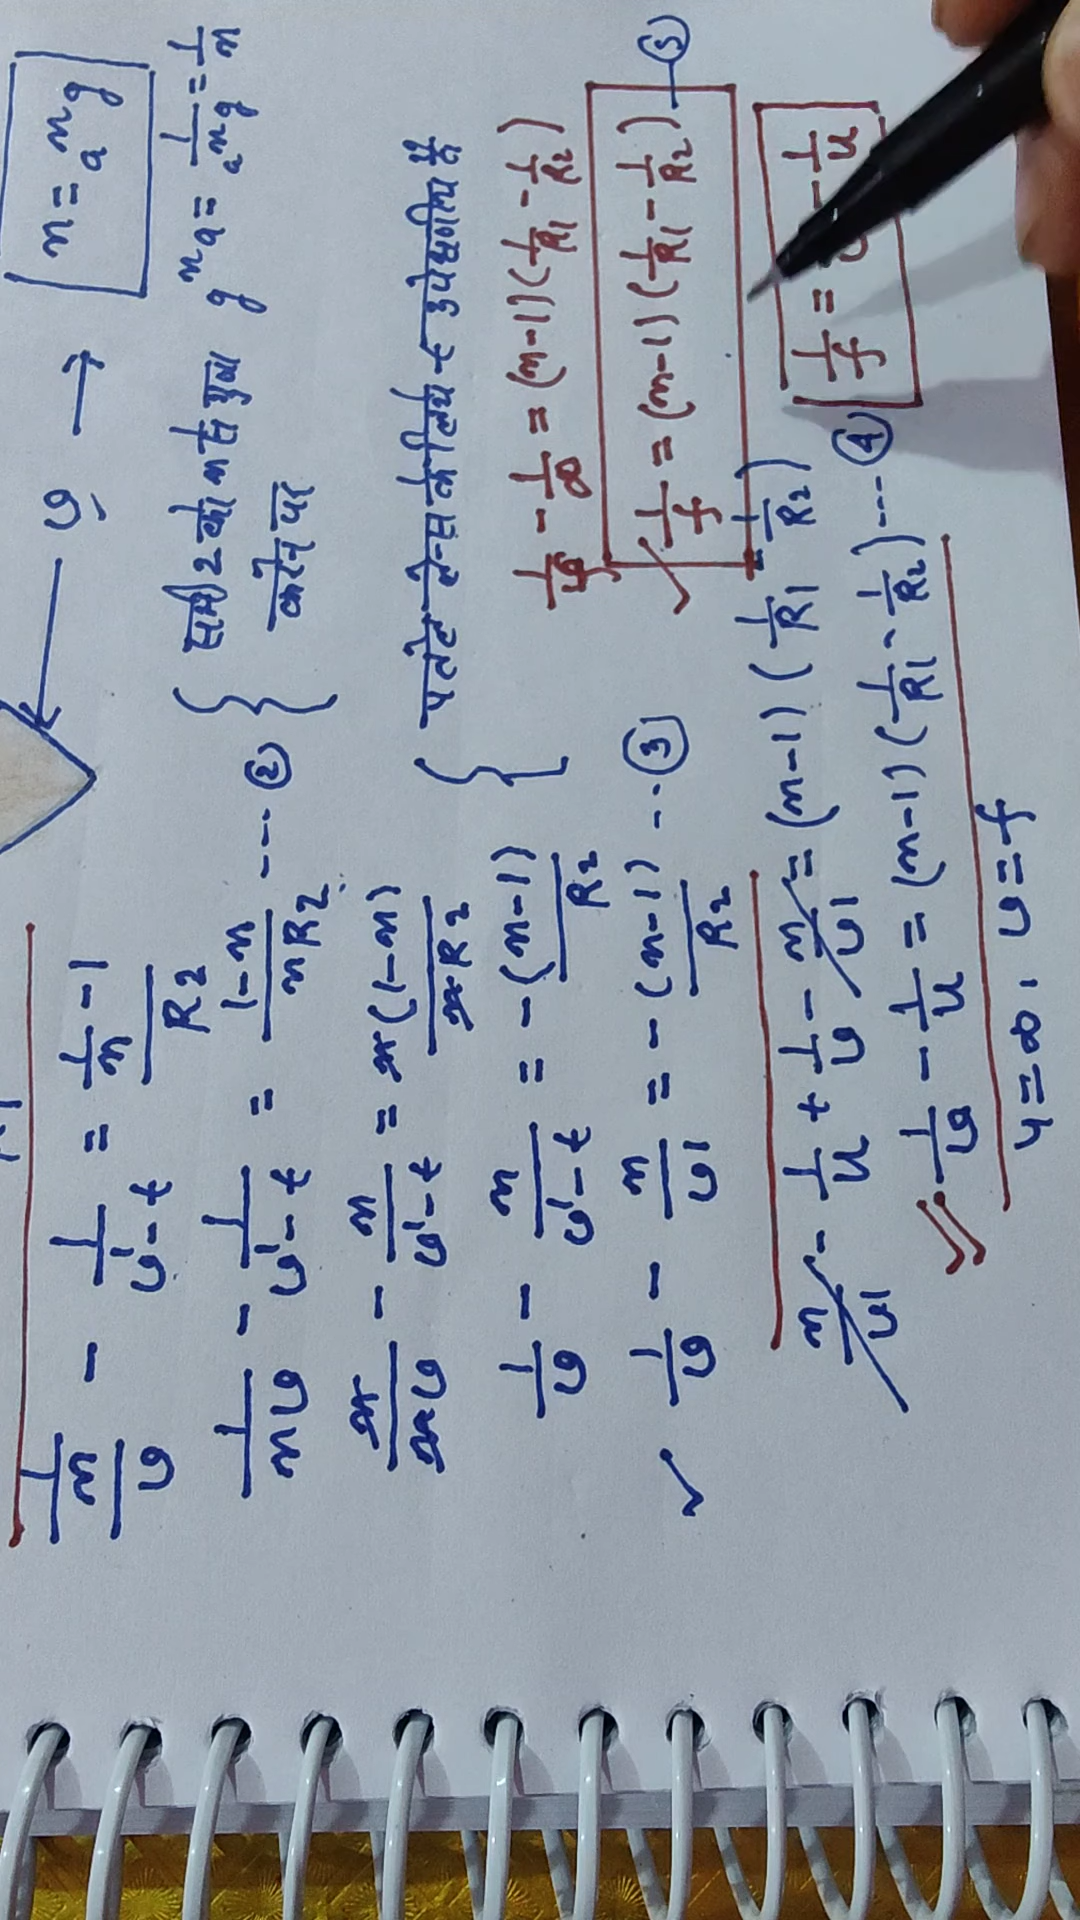 n = ₐng
g → 
gnₐ = 1/ₐng = 1/n
(1/n)/v - 1/(v'-t) = (1/n - 1)/R2
1/nv - 1/(v'-t) = (1-n)/nR2 --- ②
{ समी 2 को n से गुणा
करने पर }
n/nv - n/(v'-t) = n(1-n)/nR2
1/v - n/(v'-t) = -(n-1)/R2
{ पतले लेन्स के लिये t उपेक्षणीय है }
1/v - n/v' = -(n-1)/R2 --- ③
n/v' - 1/u + 1/v - n/v' = (n-1)(1/R1 - 1/R2)
1/v - 1/u = (n-1)(1/R1 - 1/R2) --- ④
u = ∞, v = f
1/f - 1/∞ = (n-1)(1/R1 - 1/R2)
1/f = (n-1)(1/R1 - 1/R2) — ⑤
1/f = - 1/u